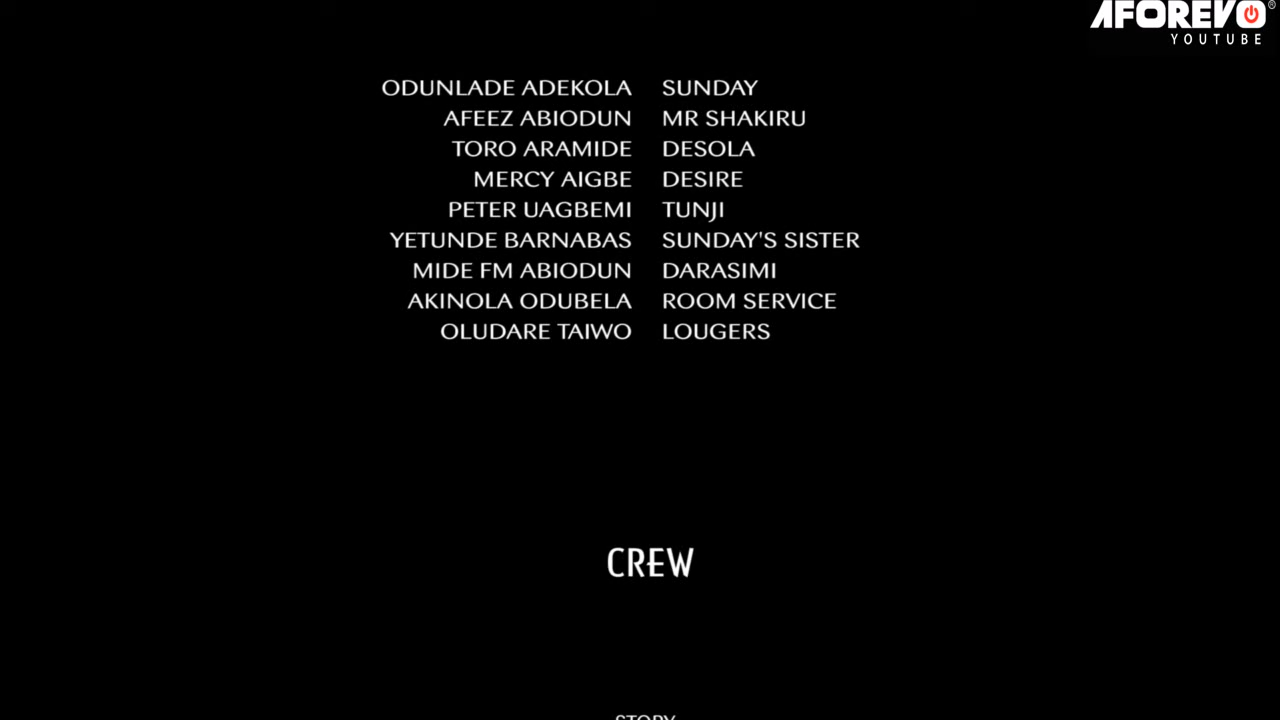 AFOREVO®
YOUTUBE
ODUNLADE ADEKOLA SUNDAY
AFEEZ ABIODUN MR SHAKIRU
TORO ARAMIDE DESOLA
MERCY AIGBE DESIRE
PETER UAGBEMI TUNJI
YETUNDE BARNABAS SUNDAY'S SISTER
MIDE FM ABIODUN DARASIMI
AKINOLA ODUBELA ROOM SERVICE
OLUDARE TAIWO LOUGERS
CREW
STORY